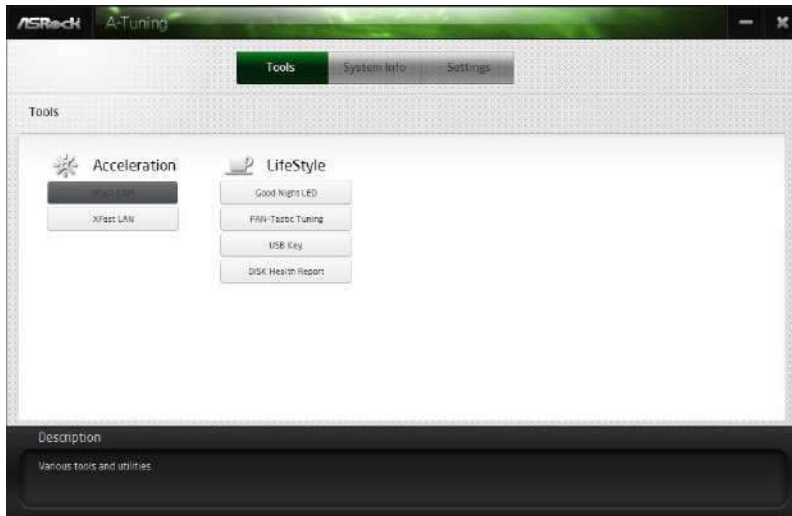 ASRock A-Tuning
Tools System Info Settings
Tools
Acceleration LifeStyle
Good Night LED
XFast LAN FAN-Tastic Tuning
USB Key
DISK Health Report
Description
Various tools and utilities